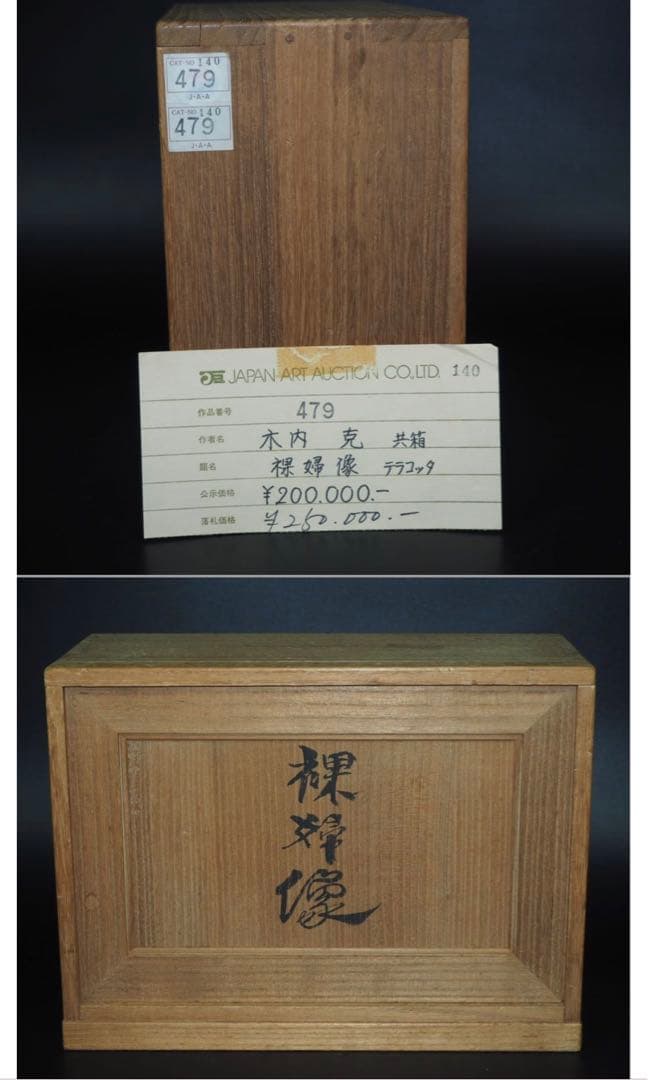 CAT-NO 140
479
J·A·A
CAT-NO 140
479
J·A·A
JAPAN ART AUCTION CO.,LTD. 140
作品番号 479
作者名 木内 克 共箱
題名 裸婦像 テラコッタ
公示価格 ¥200.000.-
落札価格 ¥250.000.-
裸
婦
像